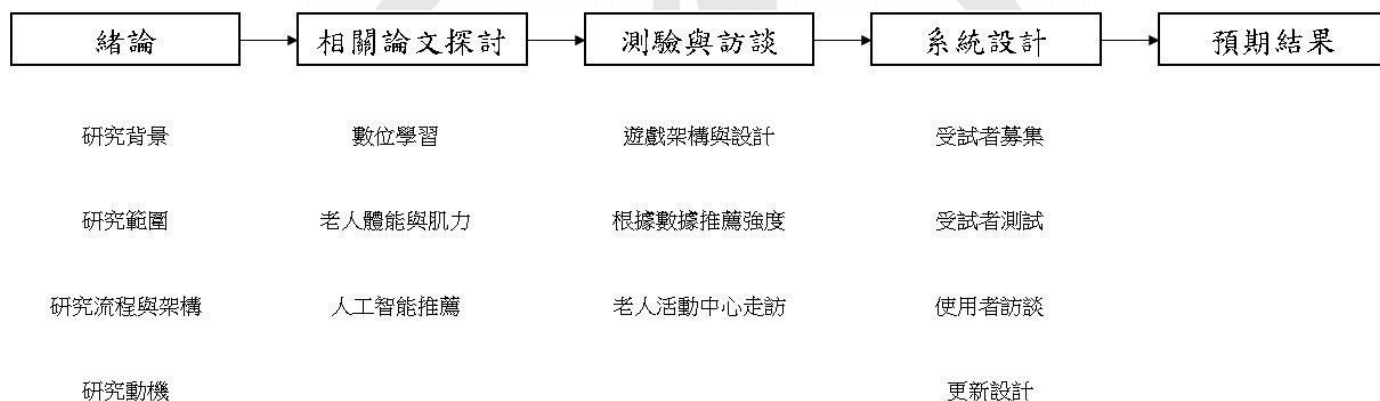 緒論 相關論文探討 測驗與訪談 系統設計 預期結果
研究背景 數位學習 遊戲架構與設計 受試者募集
研究範圍 老人體能與肌力 根據數據推薦強度 受試者測試
研究流程與架構 人工智能推薦 老人活動中心走訪 使用者訪談
研究動機 更新設計